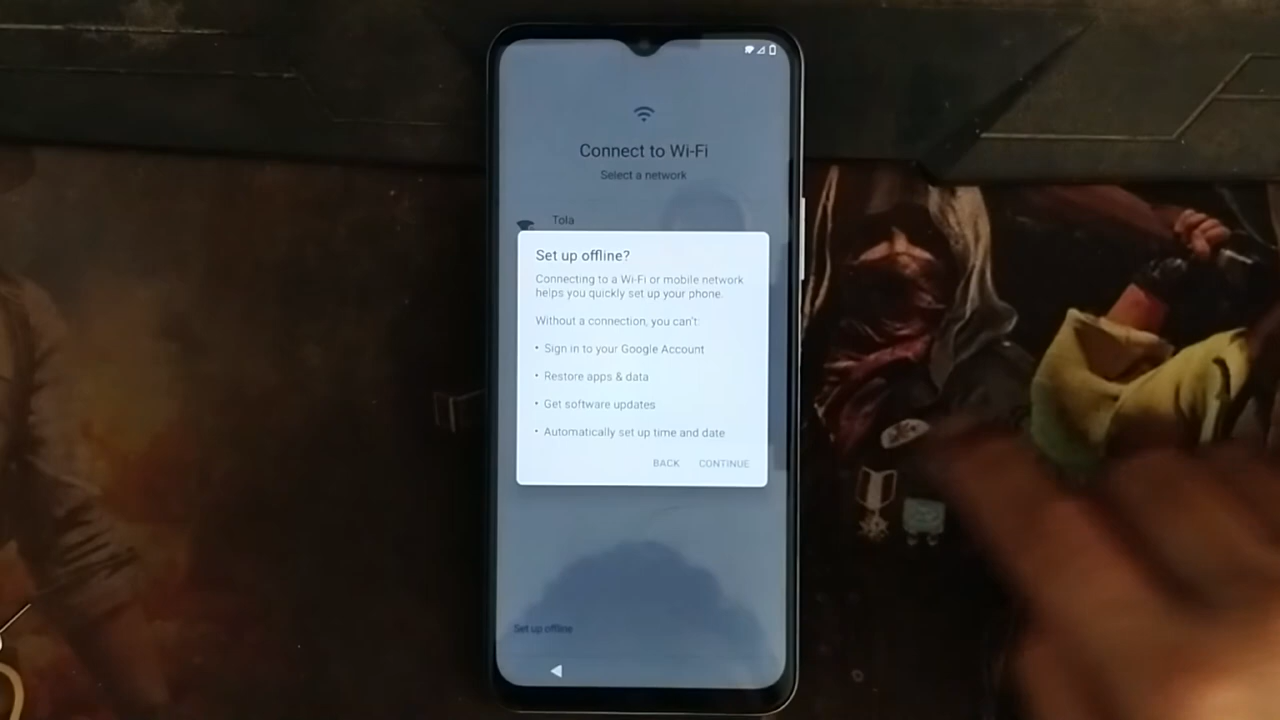 Connect to Wi-Fi
Select a network
Tola
Set up offline?
Connecting to a Wi-Fi or mobile network
helps you quickly set up your phone.
Without a connection, you can't:
• Sign in to your Google Account
• Restore apps & data
• Get software updates
• Automatically set up time and date
BACK CONTINUE
Set up offline